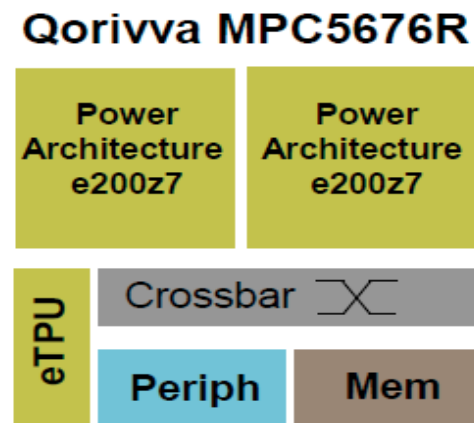 Qorivva MPC5676R
Power
Architecture
e200z7
Power
Architecture
e200z7
eTPU
Crossbar
Periph
Mem